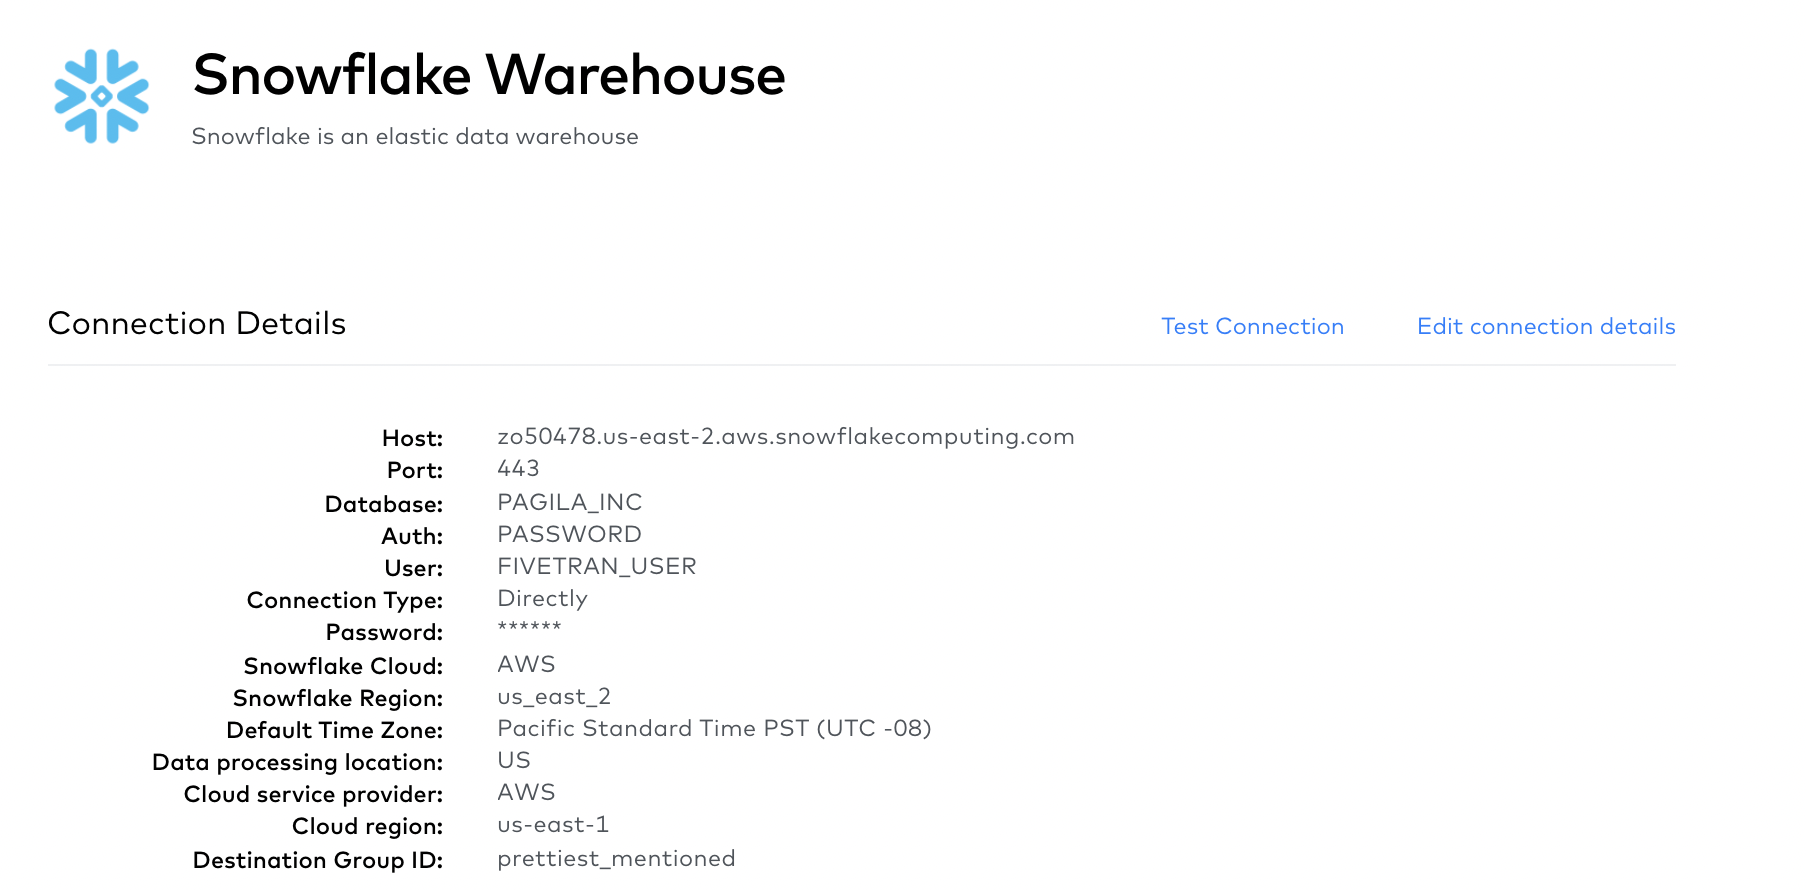 Snowflake Warehouse
Snowflake is an elastic data warehouse
Connection Details Test Connection Edit connection details
Host: zo50478.us-east-2.aws.snowflakecomputing.com
Port: 443
Database: PAGILA_INC
Auth: PASSWORD
User: FIVETRAN_USER
Connection Type: Directly
Password: ******
Snowflake Cloud: AWS
Snowflake Region: us_east_2
Default Time Zone: Pacific Standard Time PST (UTC -08)
Data processing location: US
Cloud service provider: AWS
Cloud region: us-east-1
Destination Group ID: prettiest_mentioned